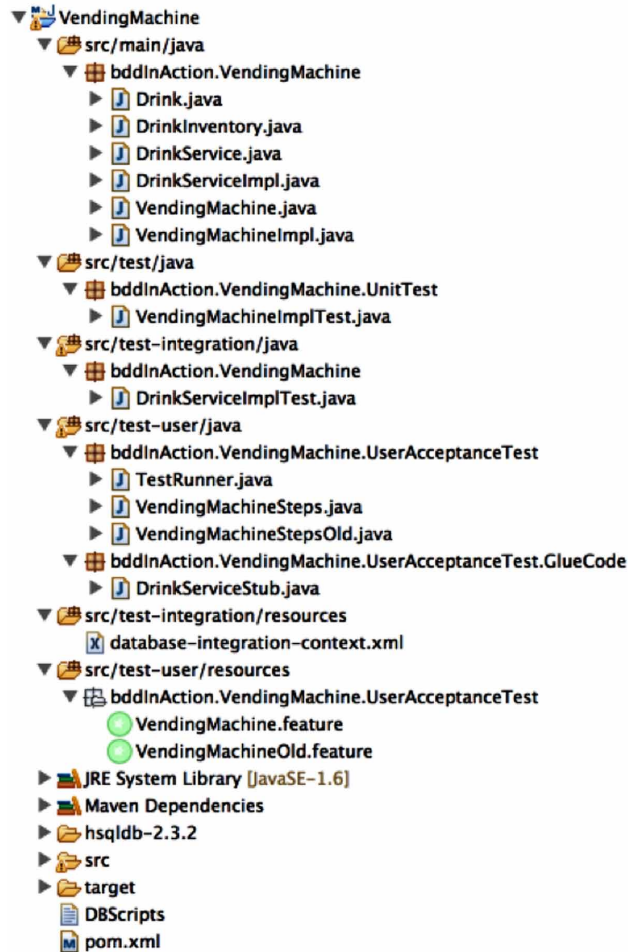 VendingMachine
src/main/java
bddInAction.VendingMachine
Drink.java
DrinkInventory.java
DrinkService.java
DrinkServiceImpl.java
VendingMachine.java
VendingMachineImpl.java
src/test/java
bddInAction.VendingMachine.UnitTest
VendingMachineImplTest.java
src/test-integration/java
bddInAction.VendingMachine
DrinkServiceImplTest.java
src/test-user/java
bddInAction.VendingMachine.UserAcceptanceTest
TestRunner.java
VendingMachineSteps.java
VendingMachineStepsOld.java
bddInAction.VendingMachine.UserAcceptanceTest.GlueCode
DrinkServiceStub.java
src/test-integration/resources
database-integration-context.xml
src/test-user/resources
bddInAction.VendingMachine.UserAcceptanceTest
VendingMachine.feature
VendingMachineOld.feature
JRE System Library [JavaSE-1.6]
Maven Dependencies
hsqldb-2.3.2
src
target
DBScripts
pom.xml